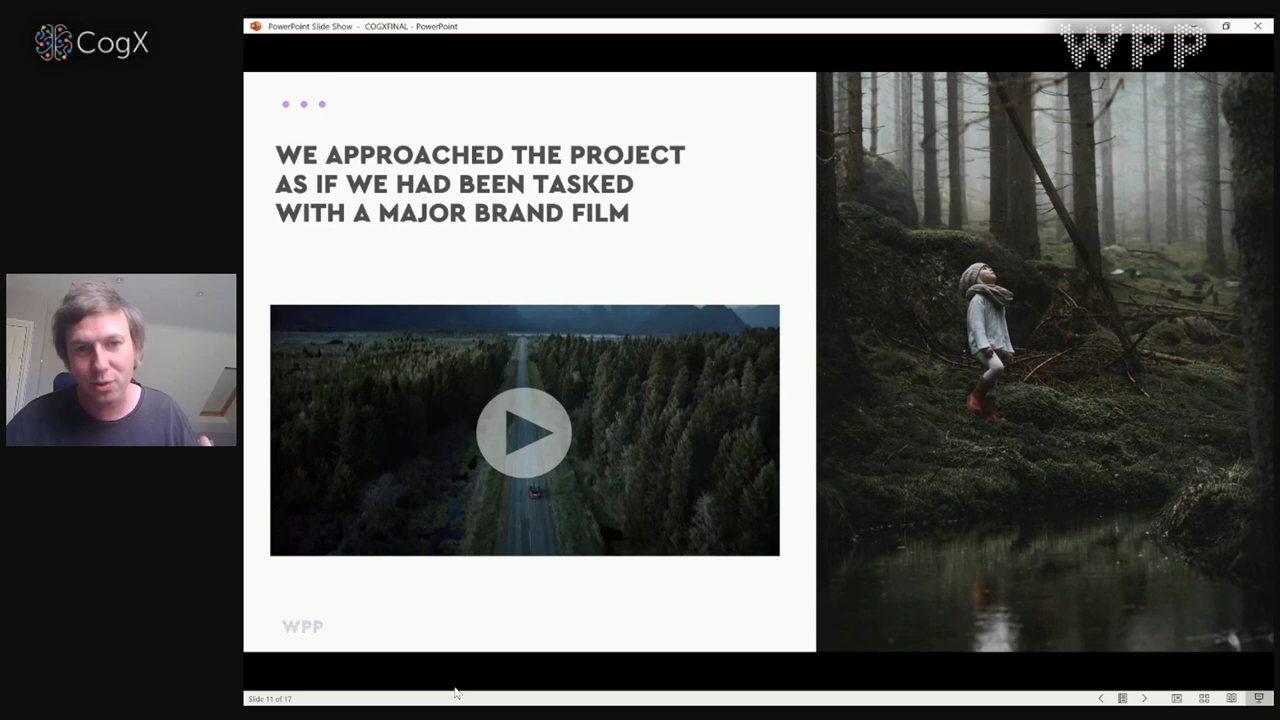 CogX
PowerPoint Slide Show - COGXFINAL - PowerPoint
WPP
WE APPROACHED THE PROJECT
AS IF WE HAD BEEN TASKED
WITH A MAJOR BRAND FILM
WPP
Slide 11 of 17